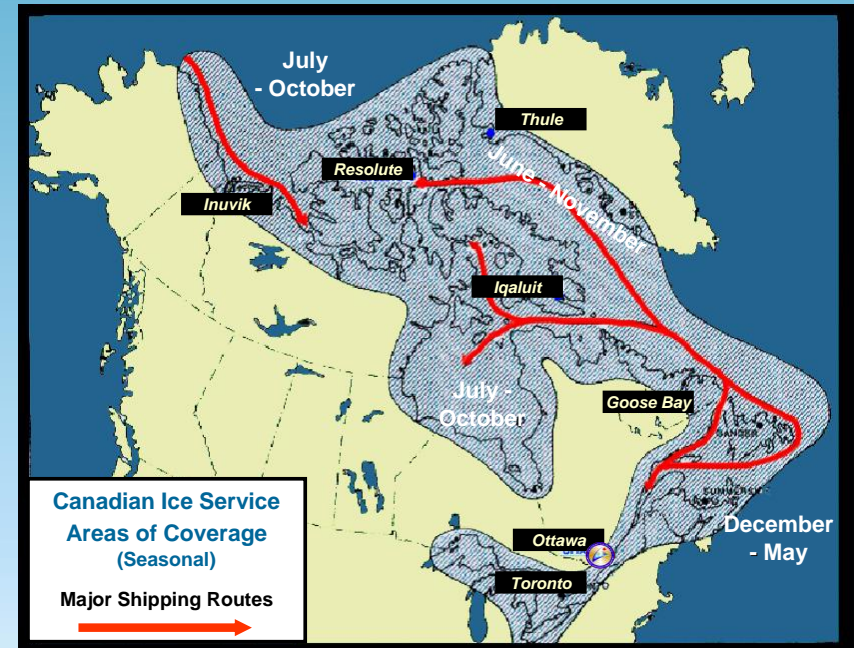 July
- October
Thule
June - November
Resolute
Inuvik
Iqaluit
July -
October
Goose Bay
GANDER
December
- May
Ottawa
Toronto
Canadian Ice Service
Areas of Coverage
(Seasonal)
Major Shipping Routes